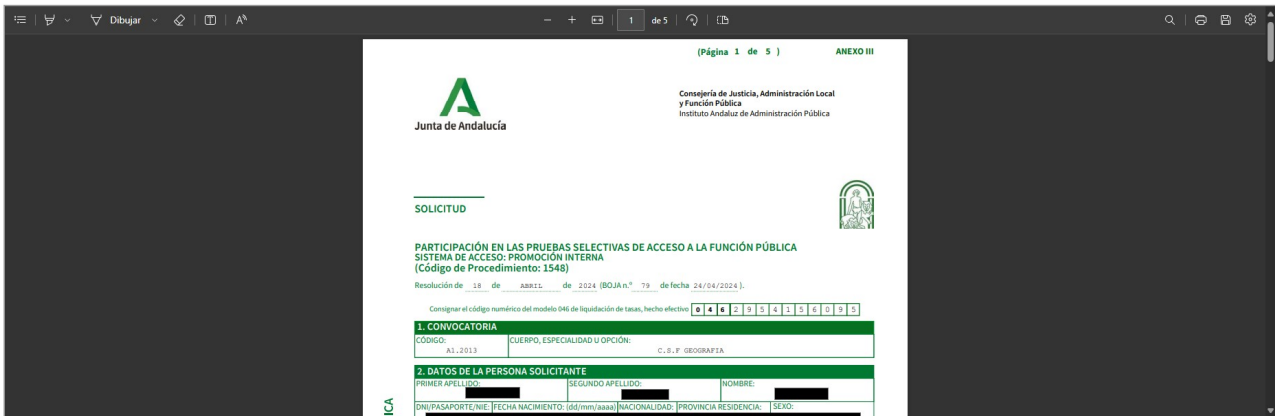 Dibujar
1 de 5
(Página 1 de 5 ) ANEXO III
Junta de Andalucía
Consejería de Justicia, Administración Local
y Función Pública
Instituto Andaluz de Administración Pública
SOLICITUD
PARTICIPACIÓN EN LAS PRUEBAS SELECTIVAS DE ACCESO A LA FUNCIÓN PÚBLICA
SISTEMA DE ACCESO: PROMOCIÓN INTERNA
(Código de Procedimiento: 1548)
Resolución de 18 de ABRIL de 2024 (BOJA n.º 79 de fecha 24/04/2024 ).
Consignar el código numérico del modelo 046 de liquidación de tasas, hecho efectivo 0 4 6 2 9 5 4 1 5 6 0 9 5
1. CONVOCATORIA
CÓDIGO: CUERPO, ESPECIALIDAD U OPCIÓN:
A1.2013 C.S.F GEOGRAFIA
2. DATOS DE LA PERSONA SOLICITANTE
PRIMER APELLIDO: SEGUNDO APELLIDO: NOMBRE:
DNI/PASAPORTE/NIE: FECHA NACIMIENTO: (dd/mm/aaaa) NACIONALIDAD: PROVINCIA RESIDENCIA: SEXO:
ICA